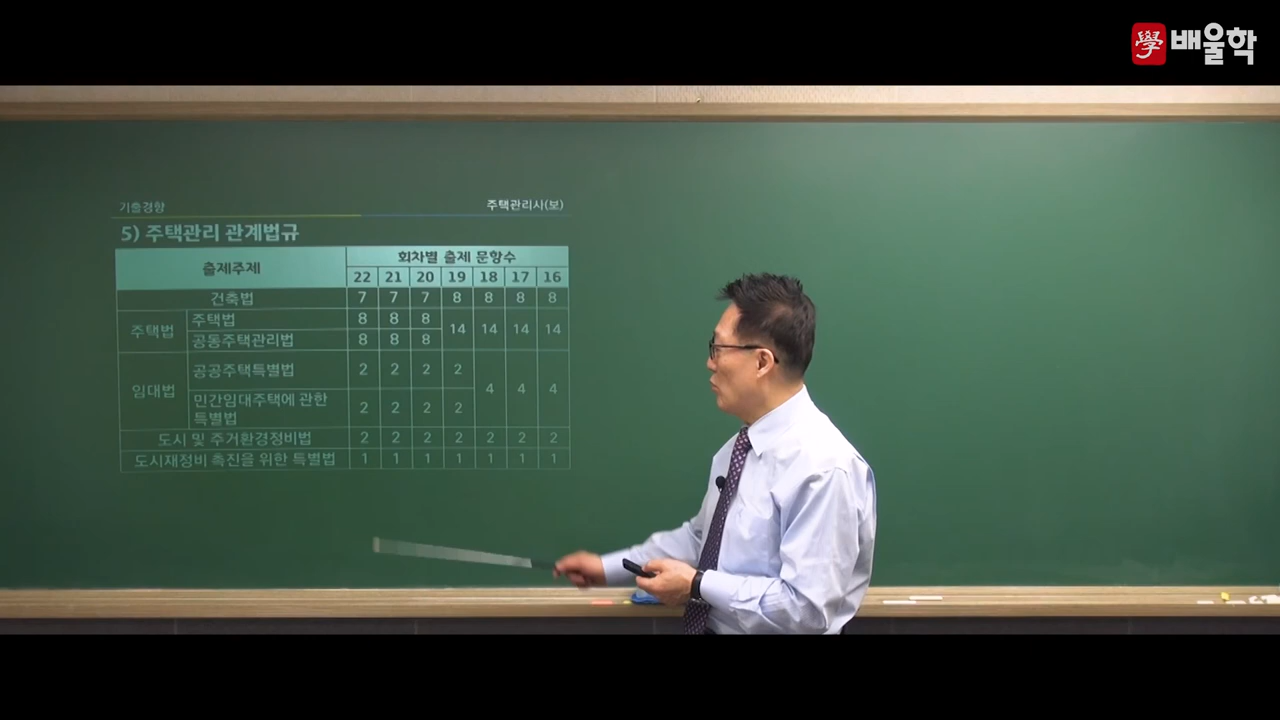 學 배울학
기출경향 주택관리사(보)
5) 주택관리 관계법규
출제주제 회차별 출제 문항수
22 21 20 19 18 17 16
건축법 7 7 7 8 8 8 8
주택법 주택법 8 8 8 14 14 14 14
공동주택관리법 8 8 8
임대법 공공주택특별법 2 2 2 2 4 4 4
민간임대주택에 관한
특별법 2 2 2 2
도시 및 주거환경정비법 2 2 2 2 2 2 2
도시재정비 촉진을 위한 특별법 1 1 1 1 1 1 1